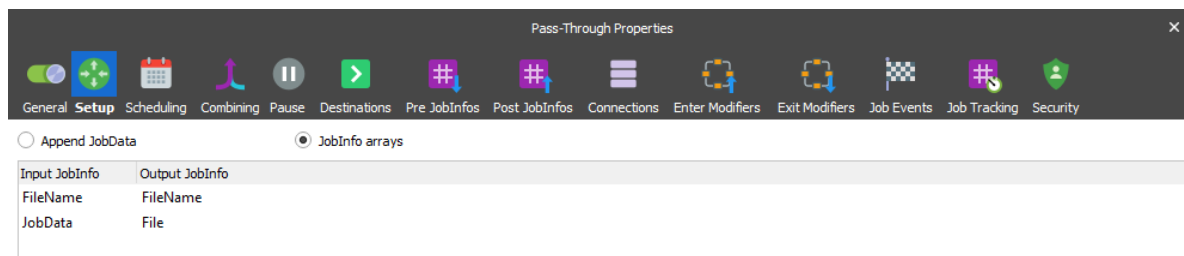 Pass-Through Properties
General Setup Scheduling Combining Pause Destinations Pre JobInfos Post JobInfos Connections Enter Modifiers Exit Modifiers Job Events Job Tracking Security
Append JobData JobInfo arrays
Input JobInfo Output JobInfo
FileName FileName
JobData File